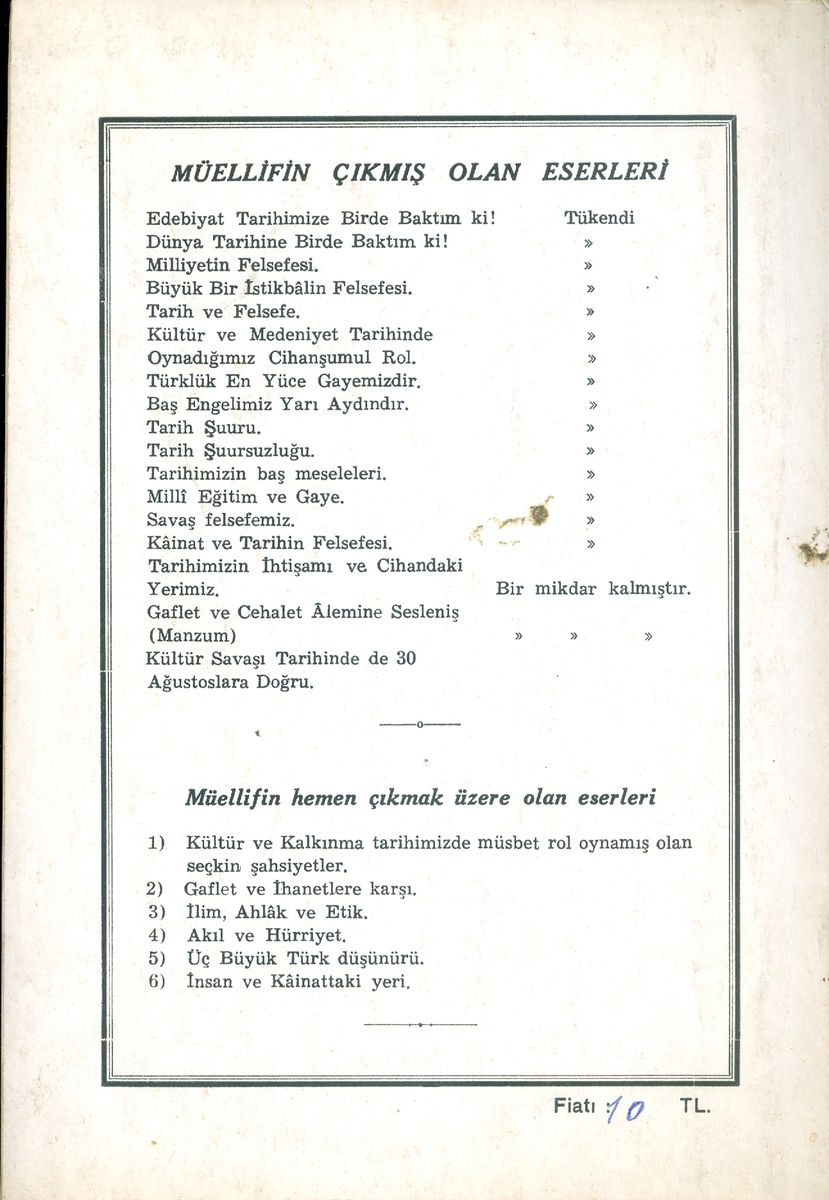 MÜELLİFİN ÇIKMIŞ OLAN ESERLERİ
Edebiyat Tarihimize Birde Baktım ki! Tükendi
Dünya Tarihine Birde Baktım ki! »
Milliyetin Felsefesi. »
Büyük Bir İstikbâlin Felsefesi. »
Tarih ve Felsefe. »
Kültür ve Medeniyet Tarihinde »
Oynadığımız Cihanşumul Rol. »
Türklük En Yüce Gayemizdir. »
Baş Engelimiz Yarı Aydındır. »
Tarih Şuuru. »
Tarih Şuursuzluğu. »
Tarihimizin baş meseleleri. »
Millî Eğitim ve Gaye. »
Savaş felsefemiz. »
Kâinat ve Tarihin Felsefesi. »
Tarihimizin İhtişamı ve Cihandaki
Yerimiz. Bir mikdar kalmıştır.
Gaflet ve Cehalet Âlemine Sesleniş
(Manzum) » » »
Kültür Savaşı Tarihinde de 30
Ağustoslara Doğru.
Müellifin hemen çıkmak üzere olan eserleri
1) Kültür ve Kalkınma tarihimizde müsbet rol oynamış olan
seçkin şahsiyetler.
2) Gaflet ve İhanetlere karşı.
3) İlim, Ahlâk ve Etik.
4) Akıl ve Hürriyet.
5) Üç Büyük Türk düşünürü.
6) İnsan ve Kâinattaki yeri.
Fiatı : 10 TL.